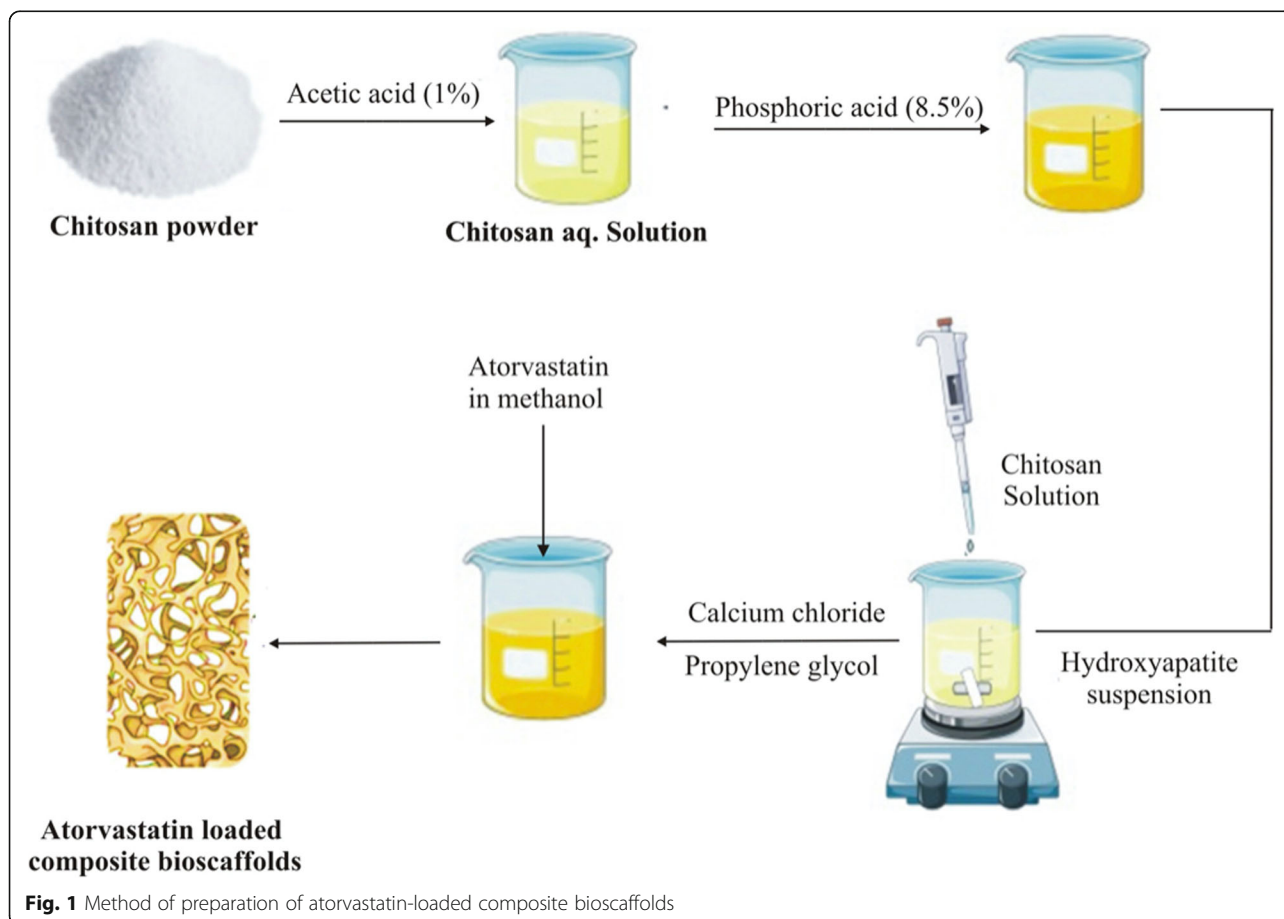 Acetic acid (1%)
Phosphoric acid (8.5%)
Chitosan powder
Chitosan aq. Solution
Atorvastatin
in methanol
Chitosan
Solution
Calcium chloride
Propylene glycol
Hydroxyapatite
suspension
Atorvastatin loaded
composite bioscaffolds
Fig. 1 Method of preparation of atorvastatin-loaded composite bioscaffolds